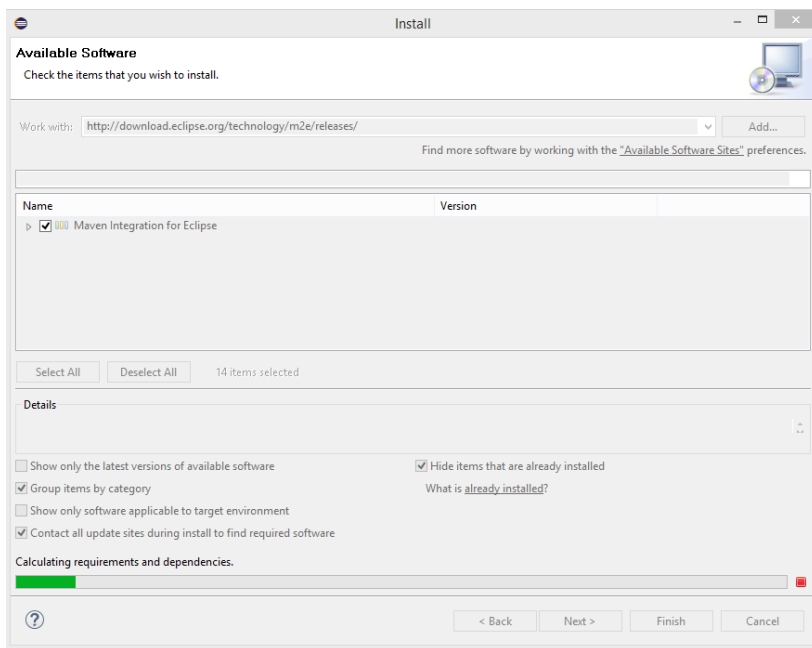 Install
Available Software
Check the items that you wish to install.
Work with: http://download.eclipse.org/technology/m2e/releases/ Add...
Find more software by working with the "Available Software Sites" preferences.
Name Version
Maven Integration for Eclipse
Select All Deselect All 14 items selected
Details
Show only the latest versions of available software Hide items that are already installed
Group items by category What is already installed?
Show only software applicable to target environment
Contact all update sites during install to find required software
Calculating requirements and dependencies.
? < Back Next > Finish Cancel